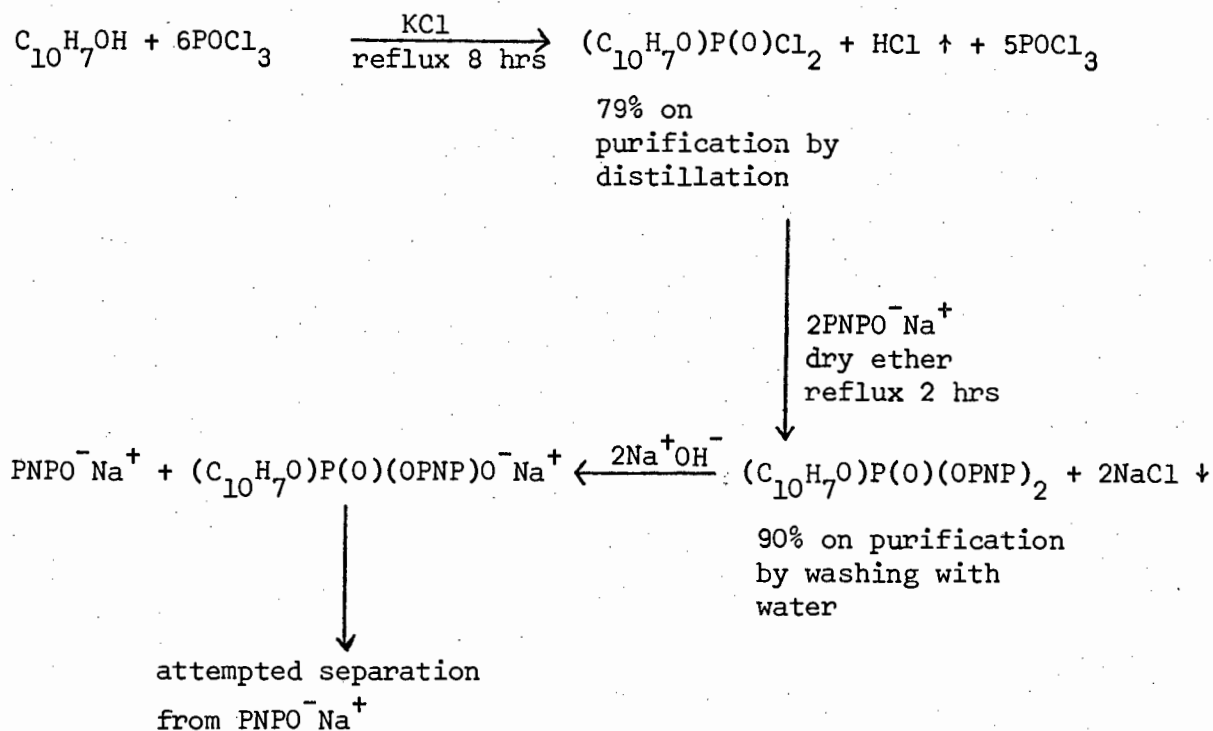 C₁₀H₇OH + 6POCl₃ KCl reflux 8 hrs (C₁₀H₇O)P(O)Cl₂ + HCl ↑ + 5POCl₃
79% on
purification by
distillation
2PNPO⁻Na⁺
dry ether
reflux 2 hrs
PNPO⁻Na⁺ + (C₁₀H₇O)P(O)(OPNP)O⁻Na⁺ 2Na⁺OH⁻ (C₁₀H₇O)P(O)(OPNP)₂ + 2NaCl ↓
90% on purification
by washing with
water
attempted separation
from PNPO⁻Na⁺